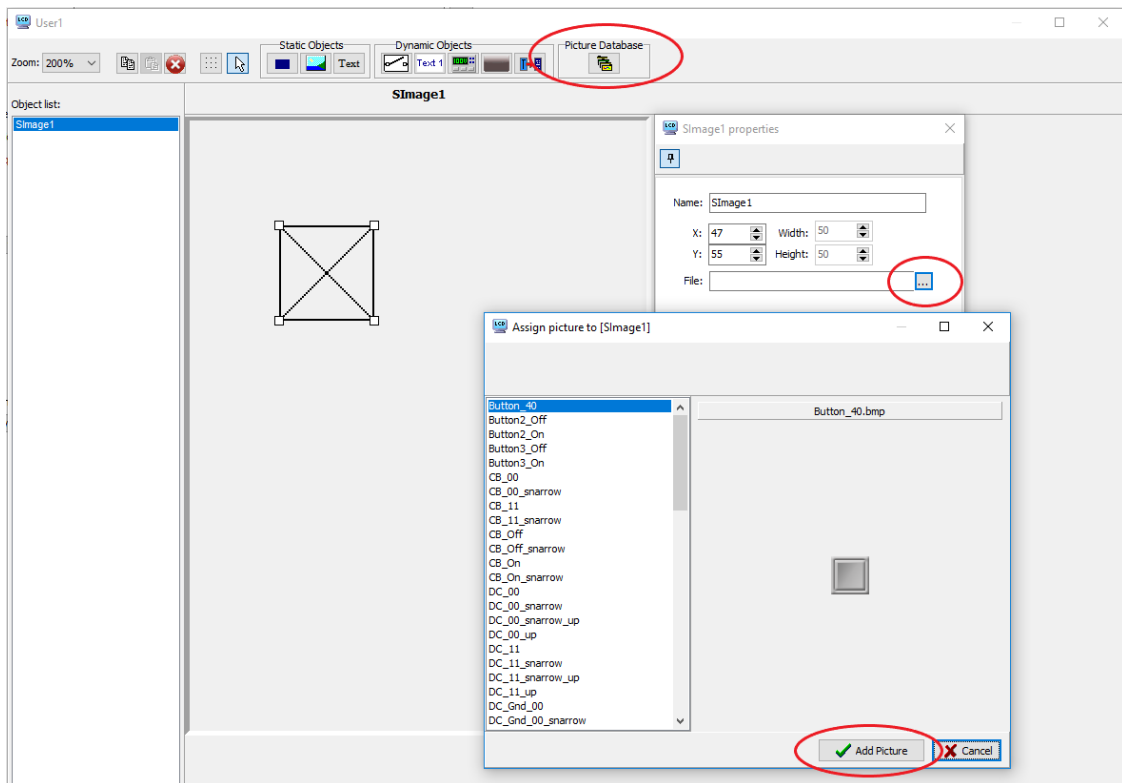 User1
Static Objects
Dynamic Objects
Picture Database
Zoom: 200%
Text
Text 1
SImage1
Object list:
SImage1
SImage1 properties
Name: SImage1
X: 47 Width: 50
Y: 55 Height: 50
File: ...
Assign picture to [SImage1]
Button_40
Button2_Off
Button2_On
Button3_Off
Button3_On
CB_00
CB_00_snarrow
CB_11
CB_11_snarrow
CB_Off
CB_Off_snarrow
CB_On
CB_On_snarrow
DC_00
DC_00_snarrow
DC_00_snarrow_up
DC_00_up
DC_11
DC_11_snarrow
DC_11_snarrow_up
DC_11_up
DC_Gnd_00
DC_Gnd_00_snarrow
Button_40.bmp
Add Picture
Cancel